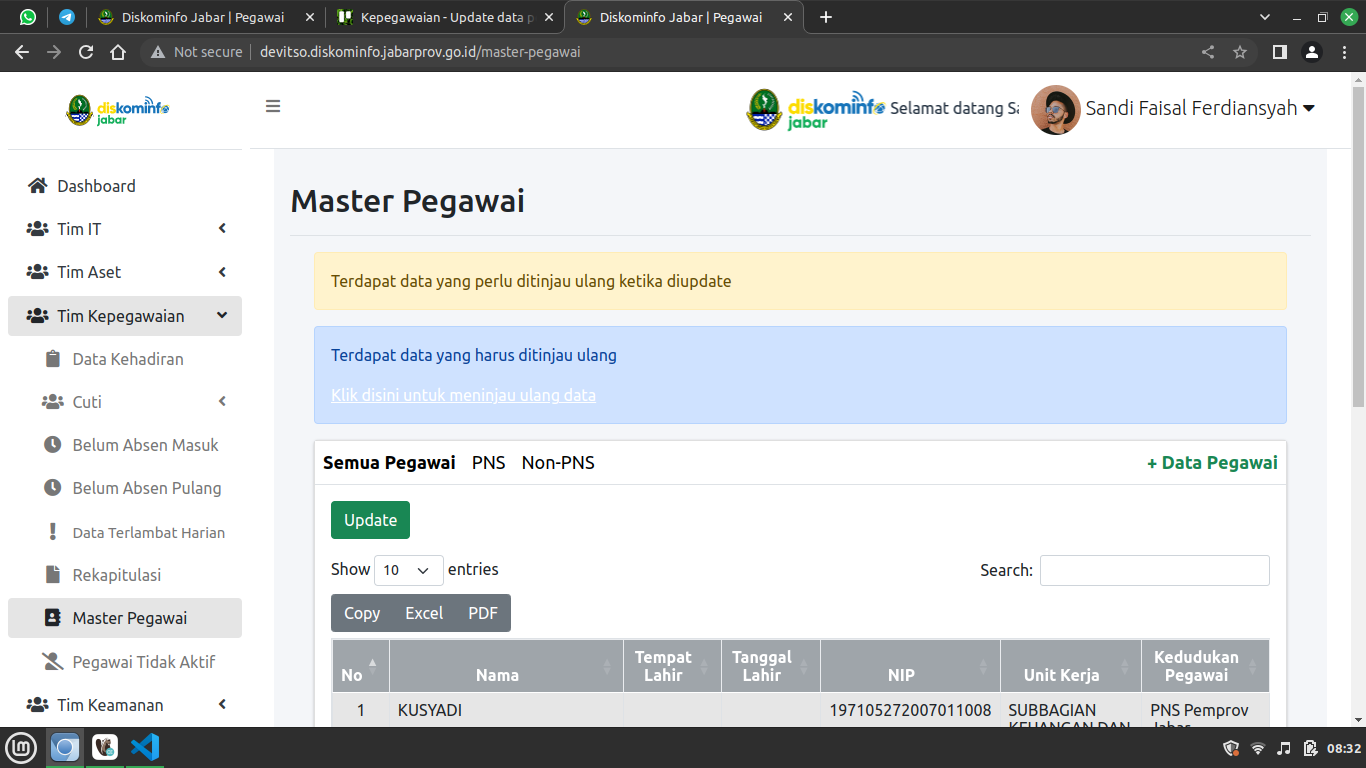 Diskominfo Jabar | Pegawai
Kepegawaian - Update data p
Diskominfo Jabar | Pegawai
Not secure
devitso.diskominfo.jabarprov.go.id/master-pegawai
diskominfo
jabar
diskominfo
jabar
Selamat datang Sa
Sandi Faisal Ferdiansyah
Dashboard
Tim IT
Tim Aset
Tim Kepegawaian
Data Kehadiran
Cuti
Belum Absen Masuk
Belum Absen Pulang
Data Terlambat Harian
Rekapitulasi
Master Pegawai
Pegawai Tidak Aktif
Tim Keamanan
Master Pegawai
Terdapat data yang perlu ditinjau ulang ketika diupdate
Terdapat data yang harus ditinjau ulang
Klik disini untuk meninjau ulang data
Semua Pegawai PNS Non-PNS
+ Data Pegawai
Update
Show 10 entries
Search:
Copy Excel PDF
No Nama Tempat Lahir Tanggal Lahir NIP Unit Kerja Kedudukan Pegawai
1 KUSYADI 197105272007011008 SUBBAGIAN PNS Pemprov
KEUANGAN DAN Jabar
08:32